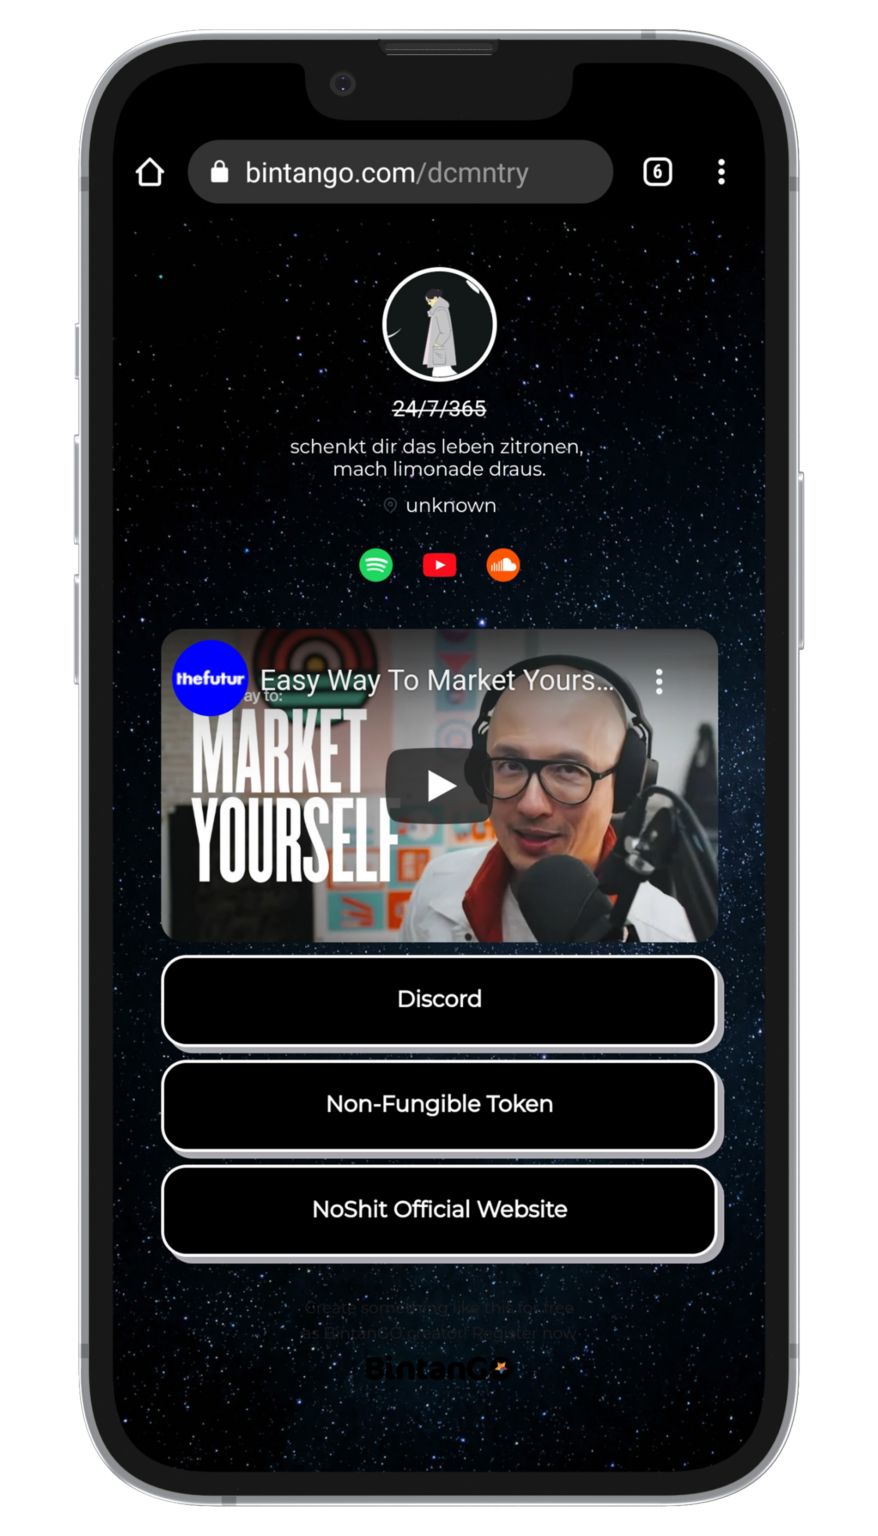 bintango.com/dcmntry
6
24/7/365
schenkt dir das leben zitronen,
mach limonade draus.
unknown
thefutur
Easy Way To Market Yours...
ay to:
MARKET
YOURSELF
Discord
Non-Fungible Token
NoShit Official Website
Create something like this for free
as BintanGO creator! Register now
BintanGO